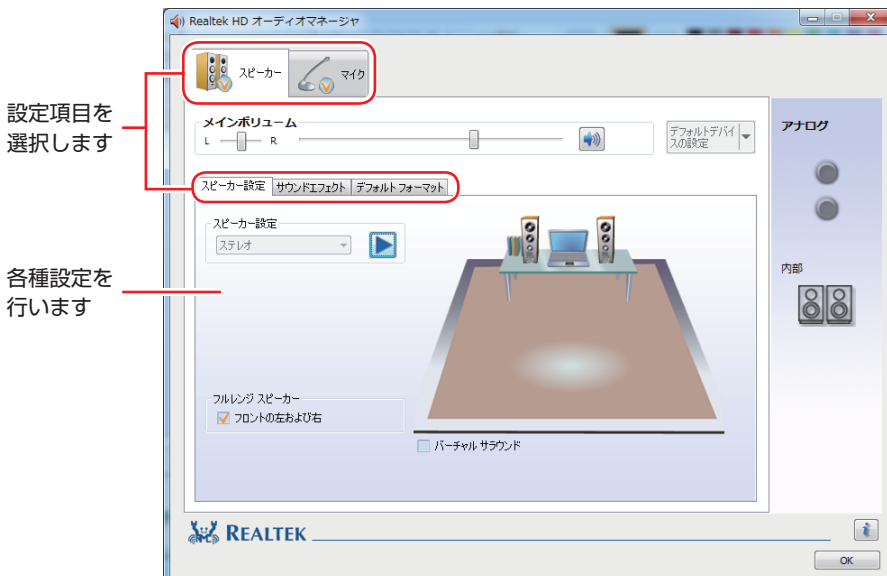 Realtek HD オーディオマネージャ
スピーカー
マイク
設定項目を
選択します
メインボリューム
L
R
デフォルトデバイ
スの設定
アナログ
スピーカー設定
サウンドエフェクト
デフォルト フォーマット
スピーカー設定
ステレオ
各種設定を
行います
内部
フルレンジ スピーカー
フロントの左および右
バーチャル サラウンド
REALTEK
OK